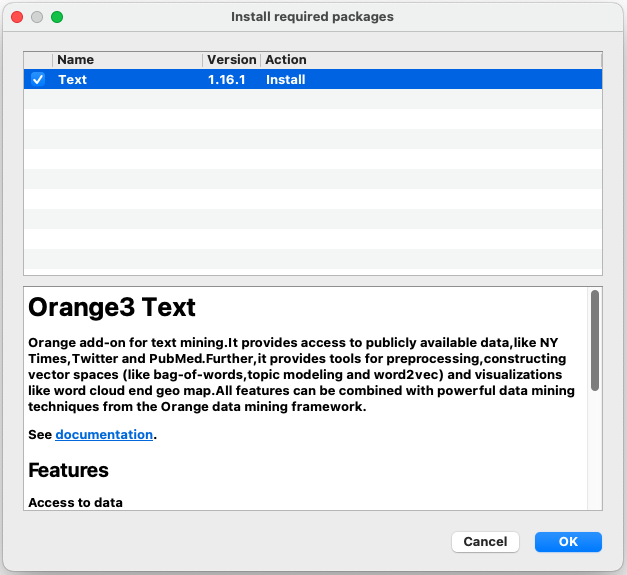 Install required packages
Name Version Action
Text 1.16.1 Install
Orange3 Text
Orange add-on for text mining.It provides access to publicly available data,like NY
Times,Twitter and PubMed.Further,it provides tools for preprocessing,constructing
vector spaces (like bag-of-words,topic modeling and word2vec) and visualizations
like word cloud end geo map.All features can be combined with powerful data mining
techniques from the Orange data mining framework.
See documentation.
Features
Access to data
Cancel OK